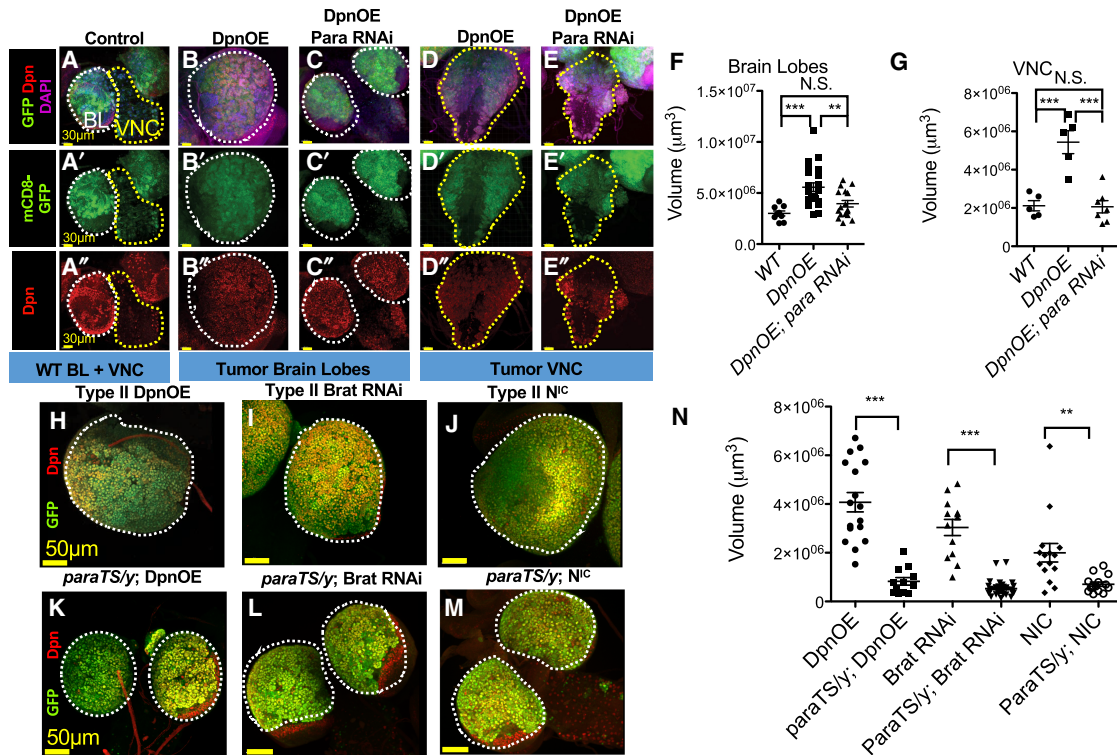 Control
DpnOE
DpnOE
Para RNAi
DpnOE
DpnOE
Para RNAi
GFP Dpn
DAPI
A
BL
VNC
30µm
B
C
D
E
mCD8-
GFP
A′
30µm
B′
C′
D′
E′
Dpn
A″
30µm
B″
C″
D″
E″
WT BL + VNC
Tumor Brain Lobes
Tumor VNC
F
Brain Lobes
N.S.
***
**
Volume (µm³)
1.5×10⁰⁷
1.0×10⁰⁷
5.0×10⁰⁶
0.0
WT
DpnOE
DpnOE; para RNAi
G
VNC
N.S.
***
***
Volume (µm³)
8×10⁰⁶
6×10⁰⁶
4×10⁰⁶
2×10⁰⁶
0
WT
DpnOE
DpnOE; para RNAi
Type II DpnOE
Type II Brat RNAi
Type II Nᴵᶜ
H
GFP Dpn
50µm
I
J
paraTS/y; DpnOE
paraTS/y; Brat RNAi
paraTS/y; Nᴵᶜ
K
GFP Dpn
50µm
L
M
N
***
***
**
Volume (µm³)
8×10⁰⁶
6×10⁰⁶
4×10⁰⁶
2×10⁰⁶
0
DpnOE
paraTS/y; DpnOE
Brat RNAi
ParaTS/y; Brat RNAi
NIC
ParaTS/y; NIC